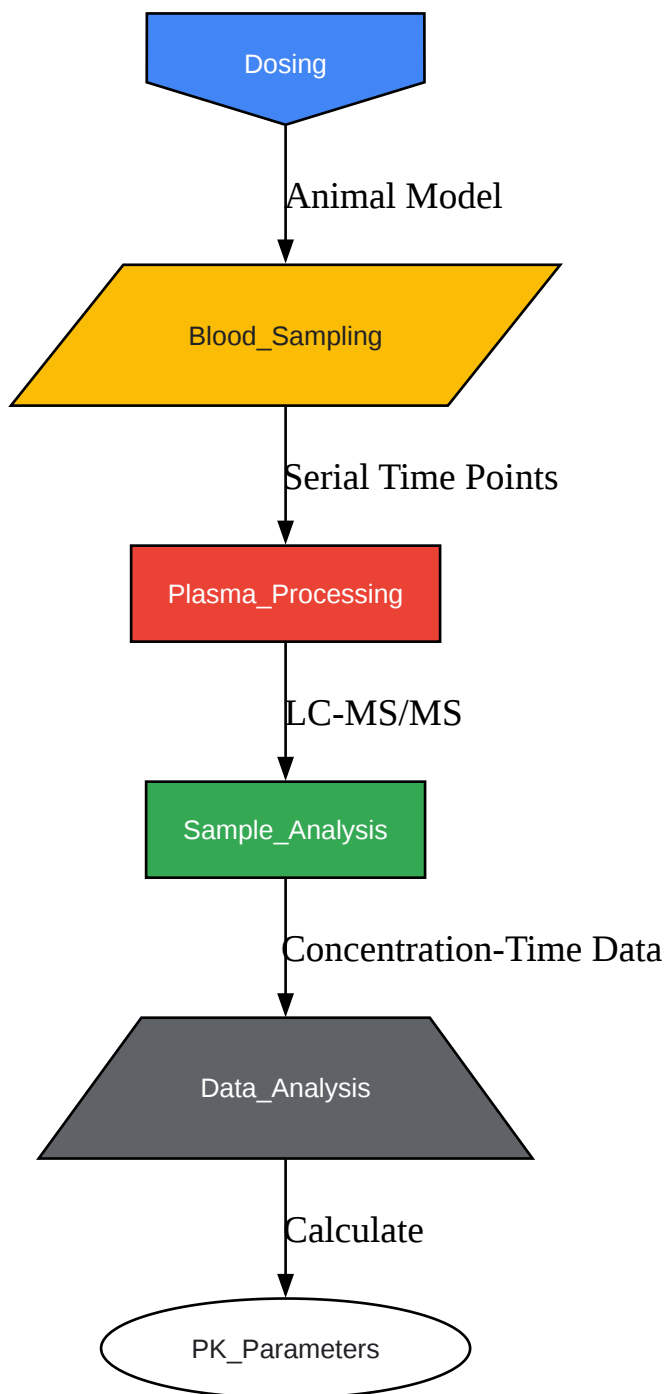 Dosing
Animal Model
Blood_Sampling
Serial Time Points
Plasma_Processing
LC-MS/MS
Sample_Analysis
Concentration-Time Data
Data_Analysis
Calculate
PK_Parameters